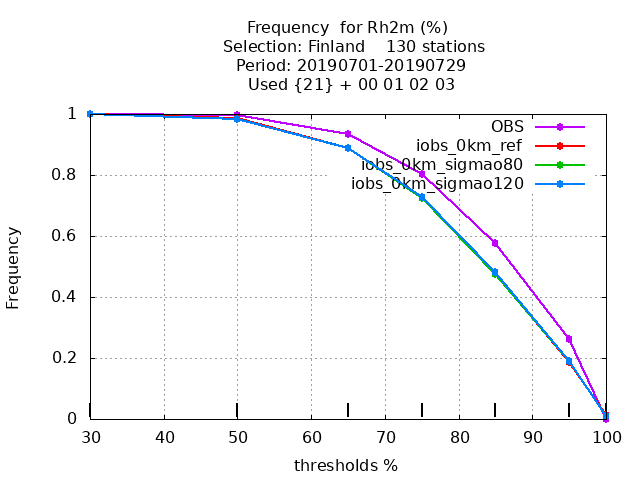 Frequency  for Rh2m (%)
Selection: Finland    130 stations
Period: 20190701-20190729
Used {21} + 00 01 02 03
OBS
iobs_0km_ref
iobs_0km_sigmao80
iobs_0km_sigmao120
1
0.8
0.6
0.4
0.2
0
Frequency
30 40 50 60 70 80 90 100
thresholds %